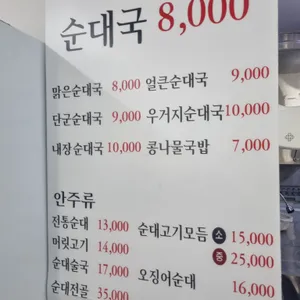 순대국 8,000
맑은순대국 8,000 얼큰순대국 9,000
단군순대국 9,000 우거지순대국 10,000
내장순대국 10,000 콩나물국밥 7,000
안주류
전통순대 13,000 순대고기모듬 소 15,000
머릿고기 14,000 중 25,000
순대술국 17,000 오징어순대 16,000
순대전골 35,000